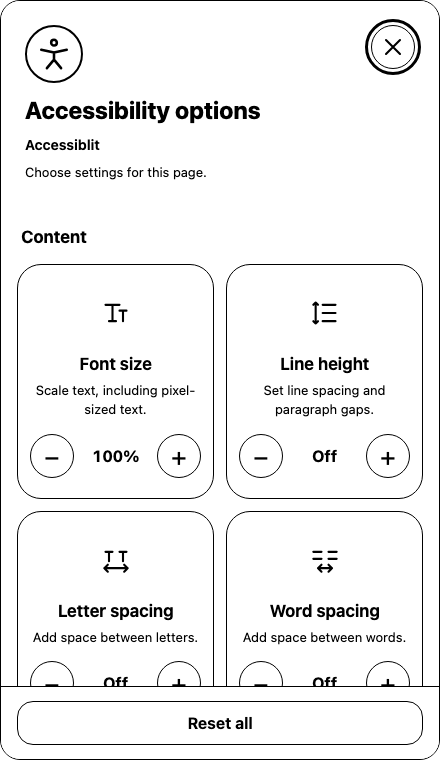 Accessibility options
Accessiblit
Choose settings for this page.
Content
Font size
Scale text, including pixel-
sized text.
− 100% +
Line height
Set line spacing and
paragraph gaps.
− Off +
Letter spacing
Add space between letters.
− Off +
Word spacing
Add space between words.
− Off +
Reset all